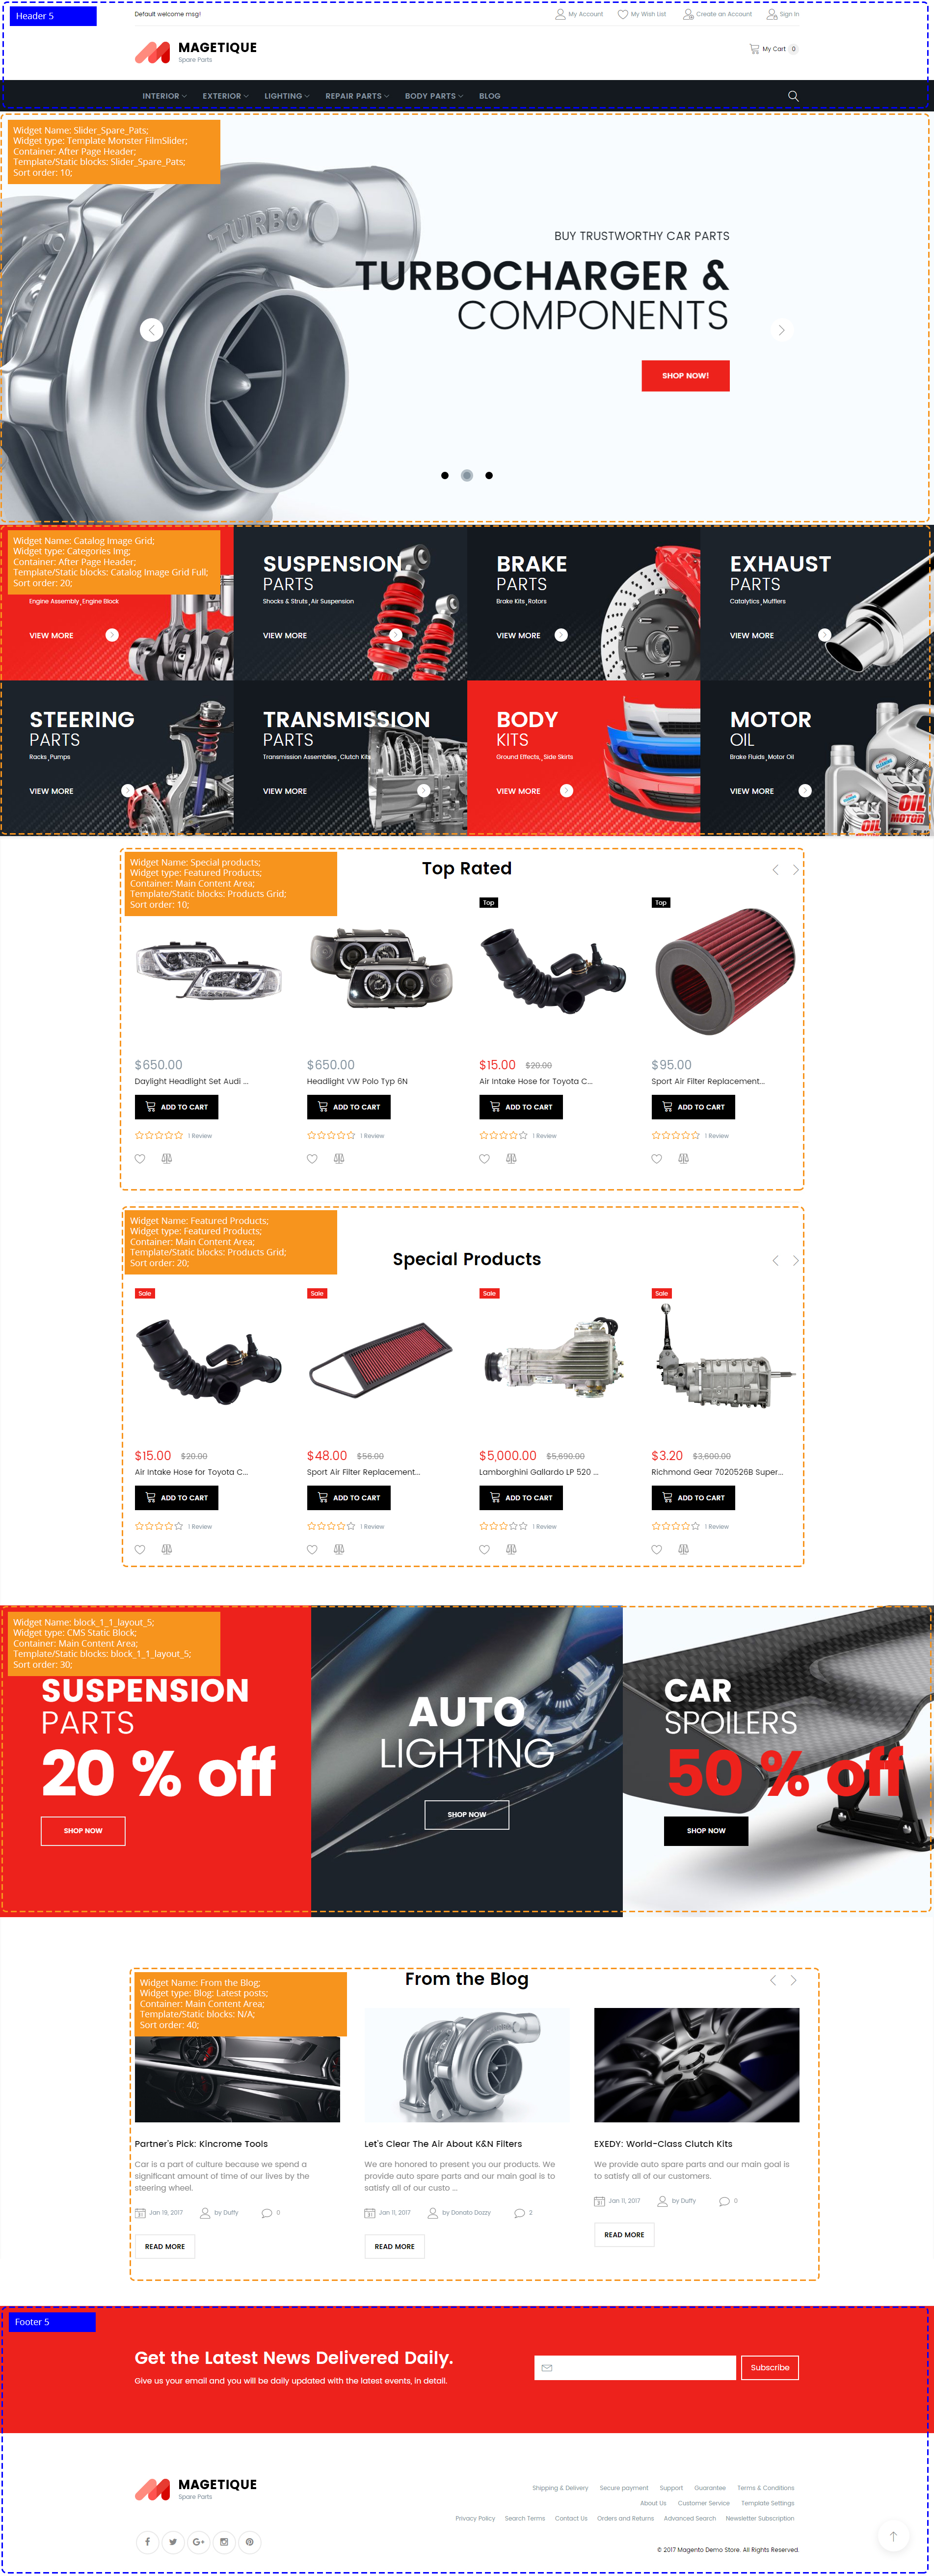 Header 5
Default welcome msg!
My Account
My Wish List
Create an Account
Sign In
MAGETIQUE
Spare Parts
My Cart 0
INTERIOR
EXTERIOR
LIGHTING
REPAIR PARTS
BODY PARTS
BLOG
Widget Name: Slider_Spare_Pats;
Widget type: Template Monster FilmSlider;
Container: After Page Header;
Template/Static blocks: Slider_Spare_Pats;
Sort order: 10;
TURBO
BUY TRUSTWORTHY CAR PARTS
TURBOCHARGER &
COMPONENTS
SHOP NOW!
Widget Name: Catalog Image Grid;
Widget type: Categories Img;
Container: After Page Header;
Template/Static blocks: Catalog Image Grid Full;
Sort order: 20;
Engine Assembly, Engine Block
VIEW MORE
SUSPENSION
PARTS
Shocks & Struts, Air Suspension
VIEW MORE
BRAKE
PARTS
Brake Kits, Rotors
VIEW MORE
EXHAUST
PARTS
Catalytics, Mufflers
VIEW MORE
STEERING
PARTS
Racks, Pumps
VIEW MORE
TRANSMISSION
PARTS
Transmission Assemblies, Clutch Kits
VIEW MORE
BODY
KITS
Ground Effects, Side Skirts
VIEW MORE
MOTOR
OIL
Brake Fluids, Motor Oil
VIEW MORE
OIL
MOTOR
OIL
MOTOR
Widget Name: Special products;
Widget type: Featured Products;
Container: Main Content Area;
Template/Static blocks: Products Grid;
Sort order: 10;
Top Rated
Top
Top
$650.00
Daylight Headlight Set Audi ...
ADD TO CART
1 Review
$650.00
Headlight VW Polo Typ 6N
ADD TO CART
1 Review
$15.00 $20.00
Air Intake Hose for Toyota C...
ADD TO CART
1 Review
$95.00
Sport Air Filter Replacement...
ADD TO CART
1 Review
Widget Name: Featured Products;
Widget type: Featured Products;
Container: Main Content Area;
Template/Static blocks: Products Grid;
Sort order: 20;
Special Products
Sale
Sale
Sale
Sale
$15.00 $20.00
Air Intake Hose for Toyota C...
ADD TO CART
1 Review
$48.00 $56.00
Sport Air Filter Replacement...
ADD TO CART
1 Review
$5,000.00 $5,690.00
Lamborghini Gallardo LP 520 ...
ADD TO CART
1 Review
$3.20 $3,600.00
Richmond Gear 7020526B Super...
ADD TO CART
1 Review
Widget Name: block_1_1_layout_5;
Widget type: CMS Static Block;
Container: Main Content Area;
Template/Static blocks: block_1_1_layout_5;
Sort order: 30;
SUSPENSION
PARTS
20 % off
SHOP NOW
AUTO
LIGHTING
SHOP NOW
CAR
SPOILERS
50 % off
SHOP NOW
Widget Name: From the Blog;
Widget type: Blog: Latest posts;
Container: Main Content Area;
Template/Static blocks: N/A;
Sort order: 40;
From the Blog
Partner's Pick: Kincrome Tools
Car is a part of culture because we spend a
significant amount of time of our lives by the
steering wheel.
Jan 19, 2017
by Duffy
0
READ MORE
Let's Clear The Air About K&N Filters
We are honored to present you our products. We
provide auto spare parts and our main goal is to
satisfy all of our custo ...
Jan 11, 2017
by Donato Dozzy
2
READ MORE
EXEDY: World-Class Clutch Kits
We provide auto spare parts and our main goal is
to satisfy all of our customers.
Jan 11, 2017
by Duffy
0
READ MORE
Footer 5
Get the Latest News Delivered Daily.
Give us your email and you will be daily updated with the latest events, in detail.
Subscribe
MAGETIQUE
Spare Parts
Shipping & Delivery
Secure payment
Support
Guarantee
Terms & Conditions
About Us
Customer Service
Template Settings
Privacy Policy
Search Terms
Contact Us
Orders and Returns
Advanced Search
Newsletter Subscription
© 2017 Magento Demo Store. All Rights Reserved.